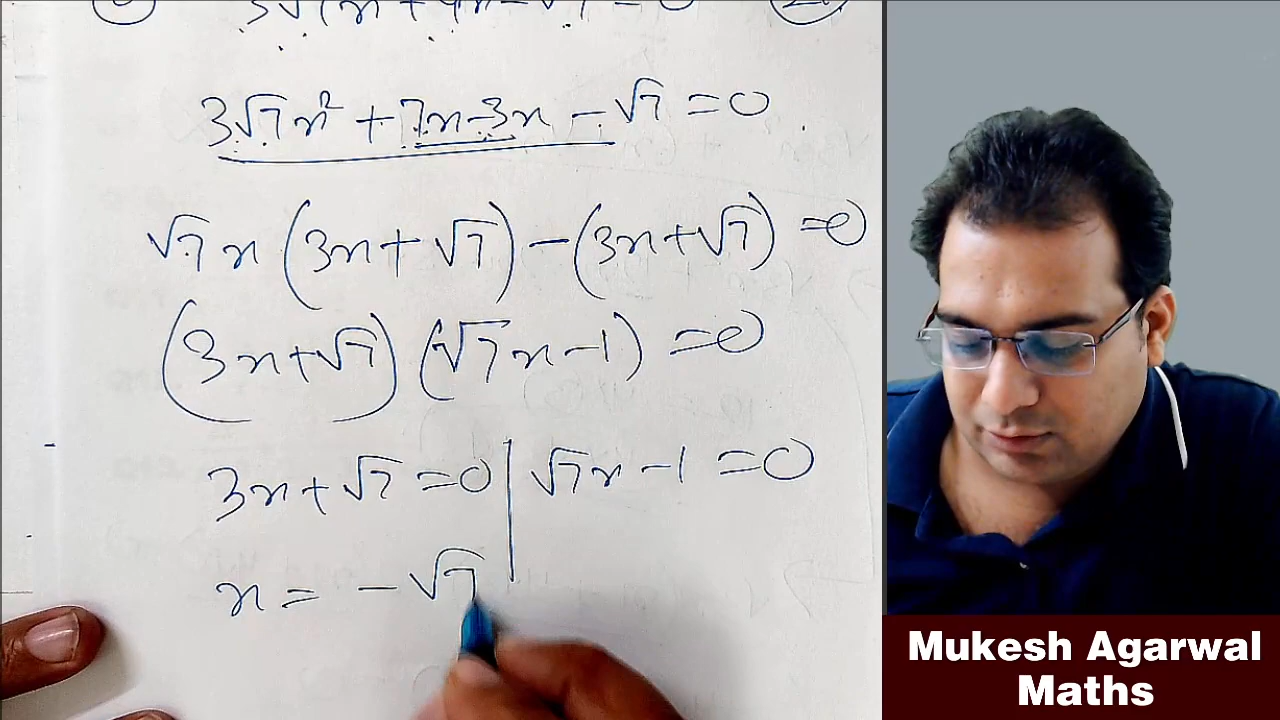 3√7x² + 7x - 3x - √7 = 0
√7x (3x + √7) - (3x + √7) = 0
(3x + √7) (√7x - 1) = 0
3x + √7 = 0 | √7x - 1 = 0
x = -√7
Mukesh Agarwal
Maths